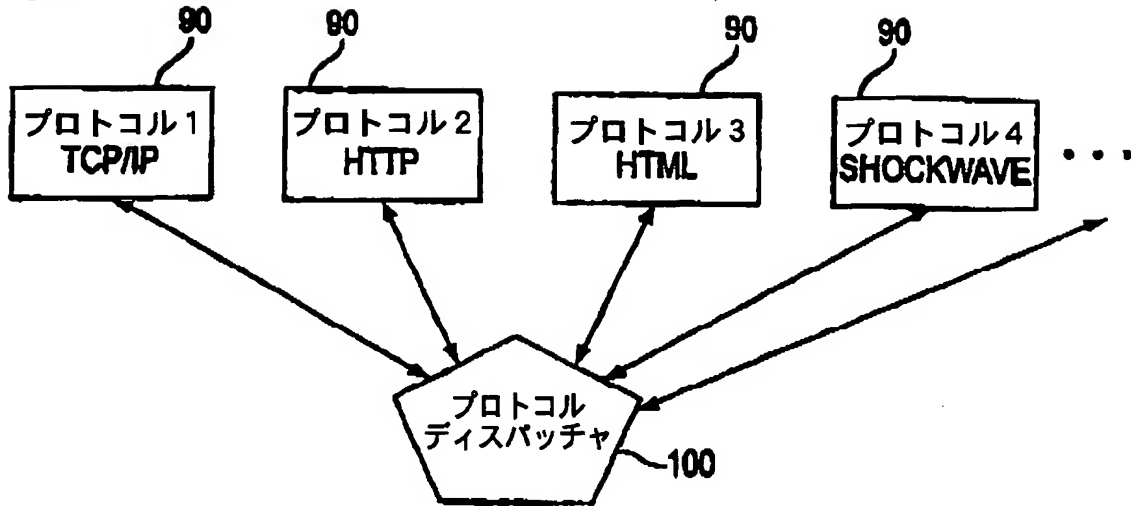 90
90
90
90
プロトコル1
TCP/IP
プロトコル2
HTTP
プロトコル3
HTML
プロトコル4
SHOCKWAVE
・・・
プロトコル
ディスパッチャ
100